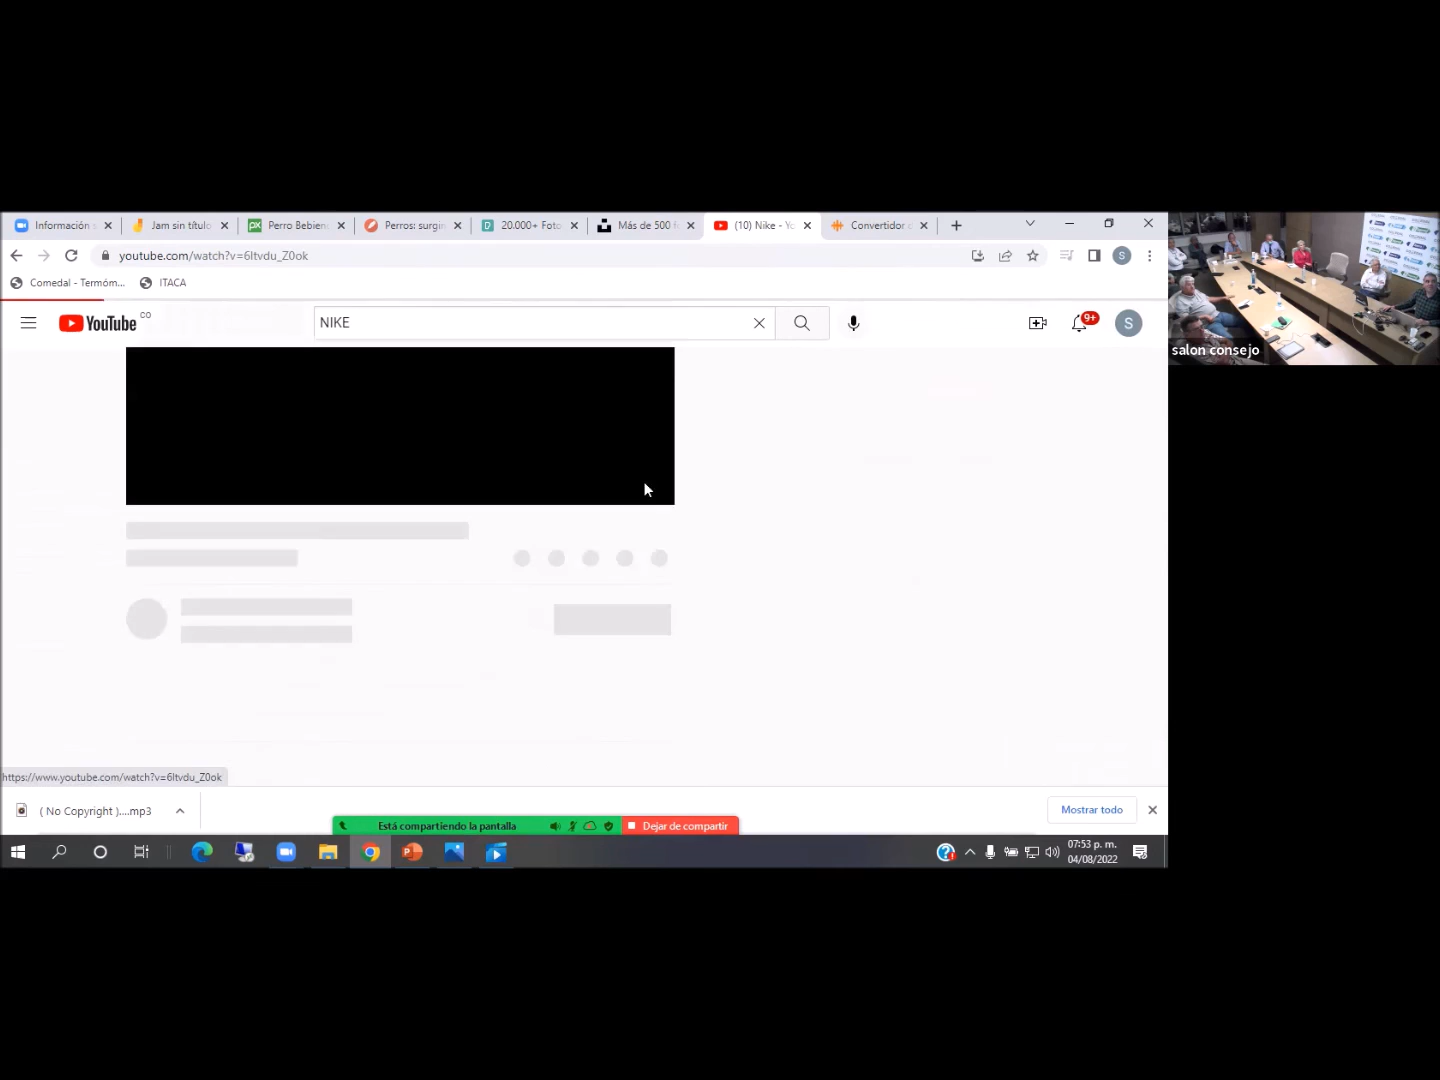 Información s
Jam sin título
Perro Bebiend
Perros: surgin
20.000+ Foto
Más de 500 f
(10) Nike - Yo
Convertidor d
youtube.com/watch?v=6ltvdu_Z0ok
S
Comedal - Termóm...
ITACA
YouTube CO
NIKE
9+
S
salon consejo
https://www.youtube.com/watch?v=6ltvdu_Z0ok
( No Copyright )....mp3
Mostrar todo
Está compartiendo la pantalla
Dejar de compartir
07:53 p. m.
04/08/2022